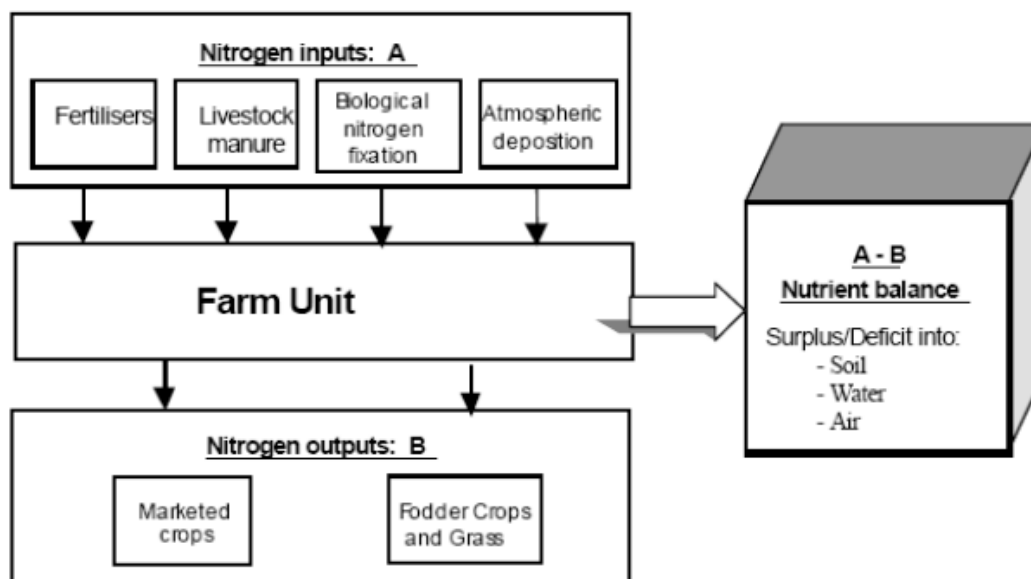 Nitrogen inputs: A
Fertilisers
Livestock
manure
Biological
nitrogen
fixation
Atmospheric
deposition
Farm Unit
A - B
Nutrient balance
Surplus/Deficit into:
- Soil
- Water
- Air
Nitrogen outputs: B
Marketed
crops
Fodder Crops
and Grass